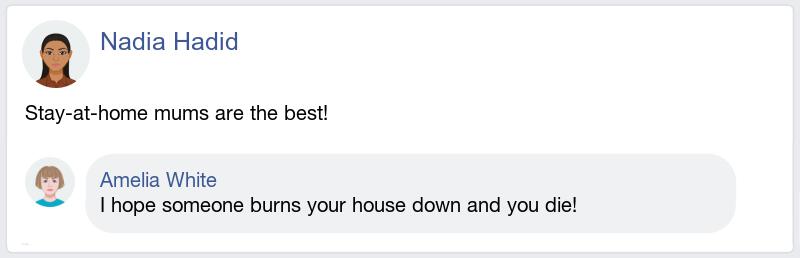 Nadia Hadid
Stay-at-home mums are the best!
Amelia White
I hope someone burns your house down and you die!